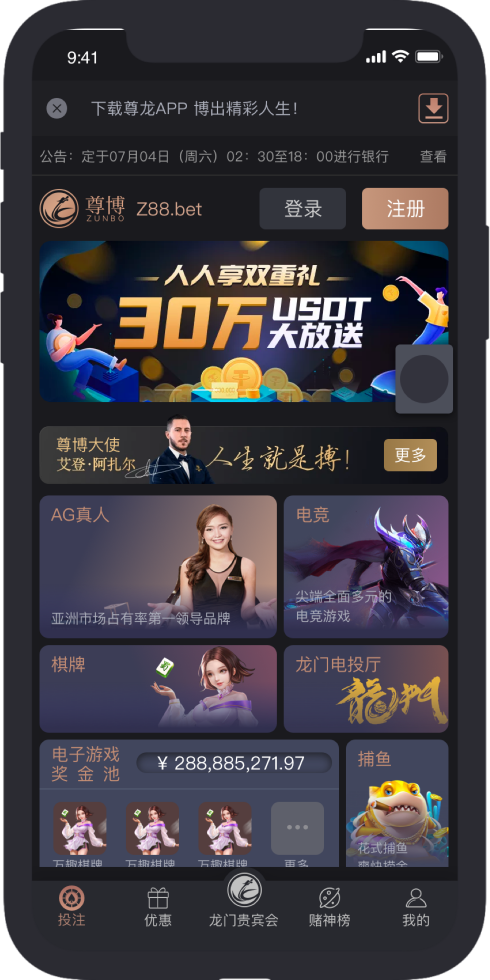 9:41
下载尊龙APP 博出精彩人生！
公告：定于07月04日（周六）02：30至18：00进行银行 查看
尊博 Z88.bet 登录 注册
ZUNBO
人人享双重礼
30万 USDT
大放送
尊博大使
艾登·阿扎尔
人生就是搏！
更多
AG真人 电竞
亚洲市场占有率第一领导品牌
尖端全面多元的
电竞游戏
棋牌 龙门电投厅
龍門
电子游戏
奖 金 池
¥ 288,885,271.97
捕鱼
花式捕鱼
爽快捞金
万趣棋牌 万趣棋牌 万趣棋牌 更多
投注 优惠 龙门贵宾会 赌神榜 我的